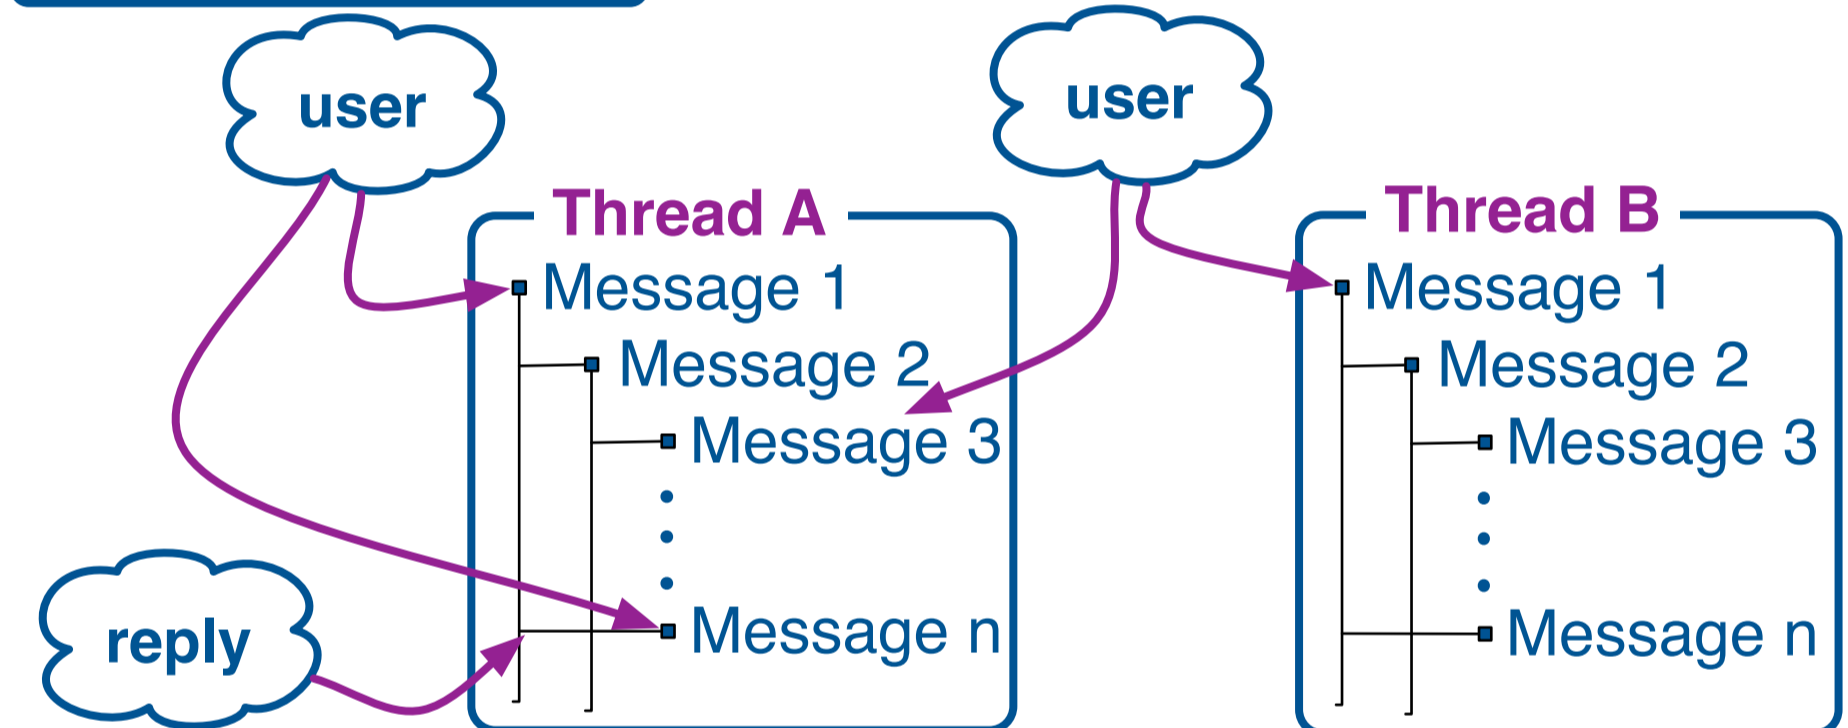 user
user
Thread A
Message 1
Message 2
Message 3
Message n
Thread B
Message 1
Message 2
Message 3
Message n
reply